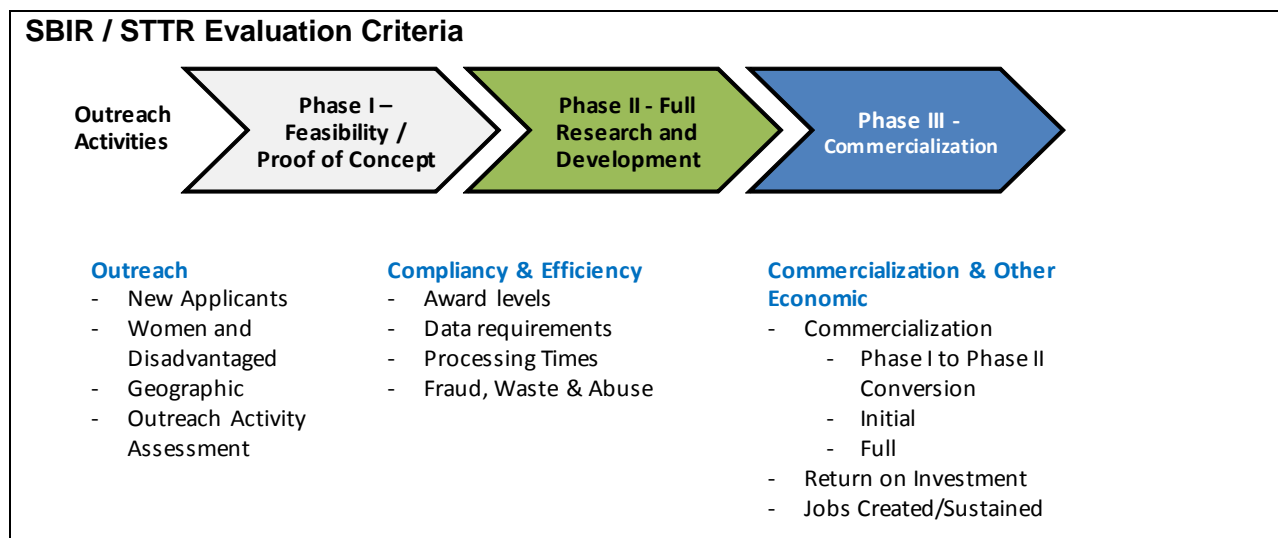 SBIR / STTR Evaluation Criteria
Outreach
Activities
Phase I –
Feasibility /
Proof of Concept
Phase II - Full
Research and
Development
Phase III -
Commercialization
Outreach
- New Applicants
- Women and
Disadvantaged
- Geographic
- Outreach Activity
Assessment
Compliancy & Efficiency
- Award levels
- Data requirements
- Processing Times
- Fraud, Waste & Abuse
Commercialization & Other
Economic
- Commercialization
- Phase I to Phase II
Conversion
- Initial
- Full
- Return on Investment
- Jobs Created/Sustained